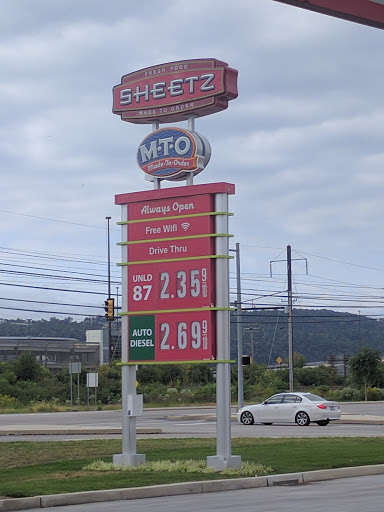 FRESH FOOD
SHEETZ
MADE TO ORDER
M·T·O
Made·To·Order
Always Open
Free Wifi
Drive Thru
UNLD
87 2.35 9/10
AUTO
DIESEL 2.69 9/10